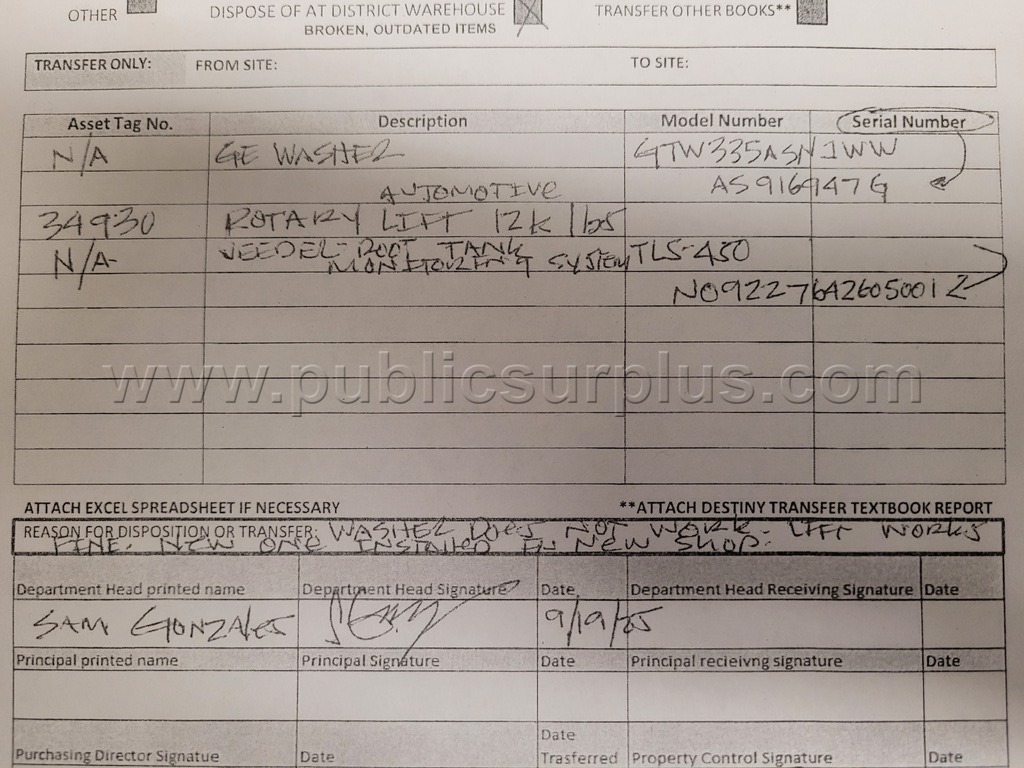 OTHER
DISPOSE OF AT DISTRICT WAREHOUSE
BROKEN, OUTDATED ITEMS
TRANSFER OTHER BOOKS**
TRANSFER ONLY: FROM SITE: TO SITE:
Asset Tag No. Description Model Number Serial Number
N/A GE WASHER GTW335ASN1WW
AS916947G
AUTOMOTIVE
34930 ROTARY LIFT 12K lbs
N/A VEEDEL-ROOT TANK
MONITORING SYSTEM TLS-450
N092276426050012
www.publicsurplus.com
ATTACH EXCEL SPREADSHEET IF NECESSARY **ATTACH DESTINY TRANSFER TEXTBOOK REPORT
REASON FOR DISPOSITION OR TRANSFER: WASHER DOES NOT WORK. LIFT WORKS
FINE. NEW ONE INSTALLED IN NEW SHOP.
Department Head printed name Department Head Signature Date Department Head Receiving Signature Date
SAM GONZALES 9/19/25
Principal printed name Principal Signature Date Principal recieivng signature Date
Date
Purchasing Director Signatue Date Trasferred Property Control Signature Date